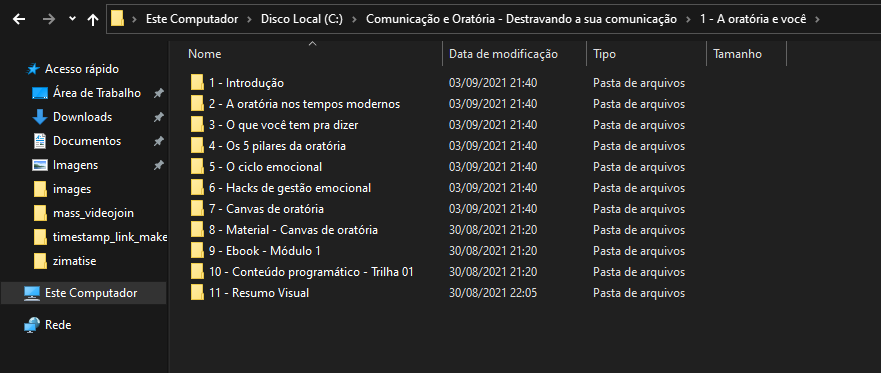 Este Computador > Disco Local (C:) > Comunicação e Oratória - Destravando a sua comunicação > 1 - A oratória e você >
Nome Data de modificação Tipo Tamanho
Acesso rápido
Área de Trabalho
Downloads
Documentos
Imagens
images
mass_videojoin
timestamp_link_make
zimatise
Este Computador
Rede
1 - Introdução 03/09/2021 21:40 Pasta de arquivos
2 - A oratória nos tempos modernos 03/09/2021 21:40 Pasta de arquivos
3 - O que você tem pra dizer 03/09/2021 21:40 Pasta de arquivos
4 - Os 5 pilares da oratória 03/09/2021 21:40 Pasta de arquivos
5 - O ciclo emocional 03/09/2021 21:40 Pasta de arquivos
6 - Hacks de gestão emocional 03/09/2021 21:40 Pasta de arquivos
7 - Canvas de oratória 03/09/2021 21:40 Pasta de arquivos
8 - Material - Canvas de oratória 30/08/2021 21:20 Pasta de arquivos
9 - Ebook - Módulo 1 30/08/2021 21:20 Pasta de arquivos
10 - Conteúdo programático - Trilha 01 30/08/2021 21:20 Pasta de arquivos
11 - Resumo Visual 30/08/2021 22:05 Pasta de arquivos